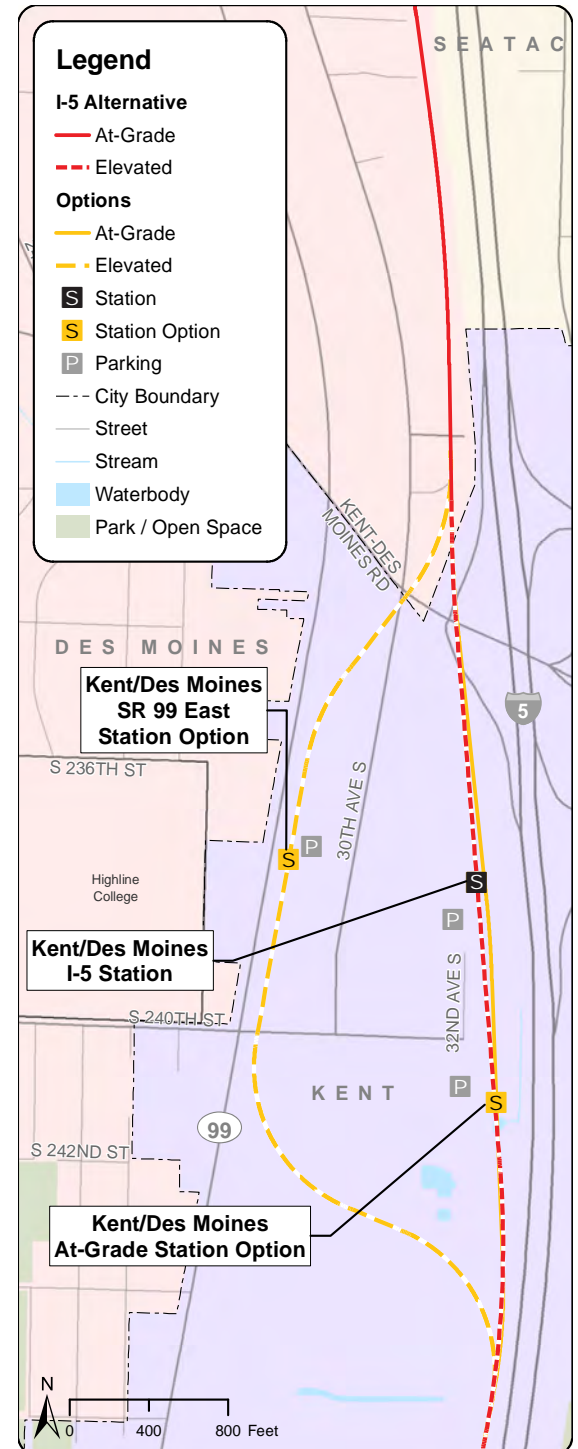 SEATAC
Legend
I-5 Alternative
At-Grade
Elevated
Options
At-Grade
Elevated
S Station
S Station Option
P Parking
City Boundary
Street
Stream
Waterbody
Park / Open Space
KENT-DES
MOINES RD
DES MOINES
Kent/Des Moines
SR 99 East
Station Option
5
S 236TH ST
30TH AVE S
P
S
Highline
College
S
P
Kent/Des Moines
I-5 Station
32ND AVE S
S 240TH ST
P
KENT
S
99
S 242ND ST
Kent/Des Moines
At-Grade Station Option
N
0 400 800 Feet